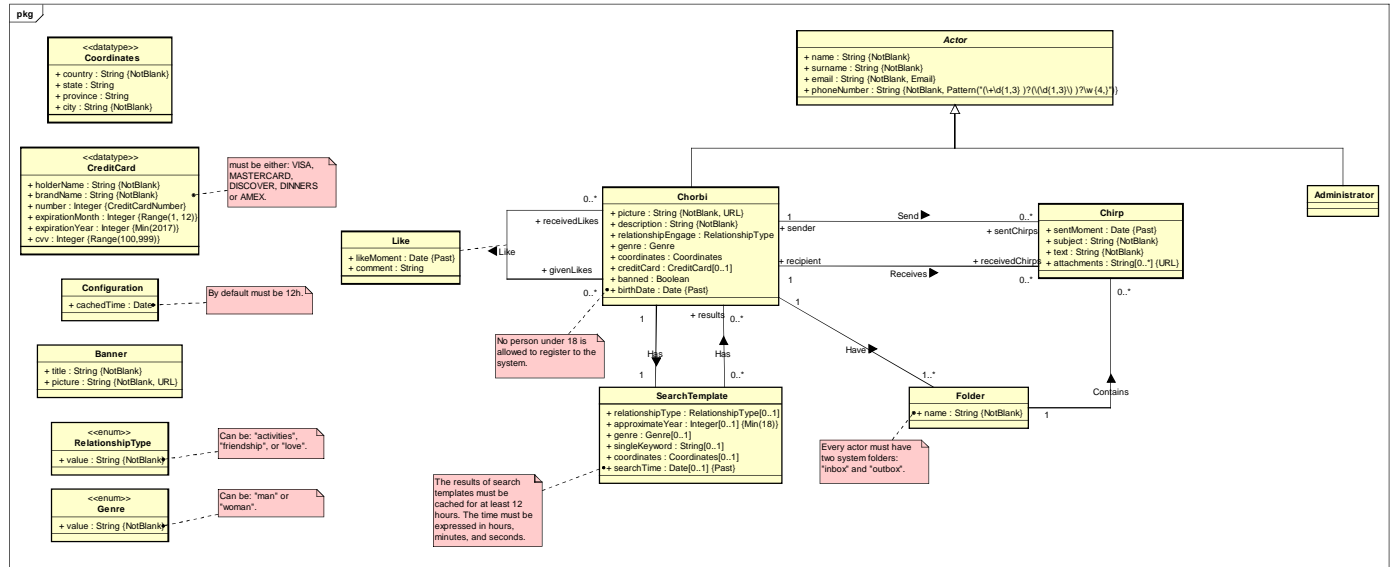 pkg
<<datatype>>
Coordinates
+ country : String {NotBlank}
+ state : String
+ province : String
+ city : String {NotBlank}
<<datatype>>
CreditCard
+ holderName : String {NotBlank}
+ brandName : String {NotBlank}
+ number : Integer {CreditCardNumber}
+ expirationMonth : Integer {Range(1, 12)}
+ expirationYear : Integer {Min(2017)}
+ cvv : Integer {Range(100,999)}
must be either: VISA,
MASTERCARD,
DISCOVER, DINNERS
or AMEX.
Configuration
+ cachedTime : Date
By default must be 12h.
Banner
+ title : String {NotBlank}
+ picture : String {NotBlank, URL}
<<enum>>
RelationshipType
+ value : String {NotBlank}
Can be: "activities",
"friendship", or "love".
<<enum>>
Genre
+ value : String {NotBlank}
Can be: "man" or
"woman".
Like
+ likeMoment : Date {Past}
+ comment : String
0..*
+ receivedLikes
Like
+ givenLikes
0..*
Actor
+ name : String {NotBlank}
+ surname : String {NotBlank}
+ email : String {NotBlank, Email}
+ phoneNumber : String {NotBlank, Pattern("(\+\d{1,3} )?(\(\d{1,3}\) )?\w{4,}")}
Administrator
Chorbi
+ picture : String {NotBlank, URL}
+ description : String {NotBlank}
+ relationshipEngage : RelationshipType
+ genre : Genre
+ coordinates : Coordinates
+ creditCard : CreditCard[0..1]
+ banned : Boolean
+ birthDate : Date {Past}
No person under 18 is
allowed to register to the
system.
1
+ sender
Send
0..*
+ sentChirps
+ recipient
1
Receives
+ receivedChirps
0..*
Chirp
+ sentMoment : Date {Past}
+ subject : String {NotBlank}
+ text : String {NotBlank}
+ attachments : String[0..*] {URL}
0..*
Contains
1
1
Have
1..*
Folder
+ name : String {NotBlank}
Every actor must have
two system folders:
"inbox" and "outbox".
1
Has
1
+ results
0..*
Has
0..*
SearchTemplate
+ relationshipType : RelationshipType[0..1]
+ approximateYear : Integer[0..1] {Min(18)}
+ genre : Genre[0..1]
+ singleKeyword : String[0..1]
+ coordinates : Coordinates[0..1]
+ searchTime : Date[0..1] {Past}
The results of search
templates must be
cached for at least 12
hours. The time must be
expressed in hours,
minutes, and seconds.